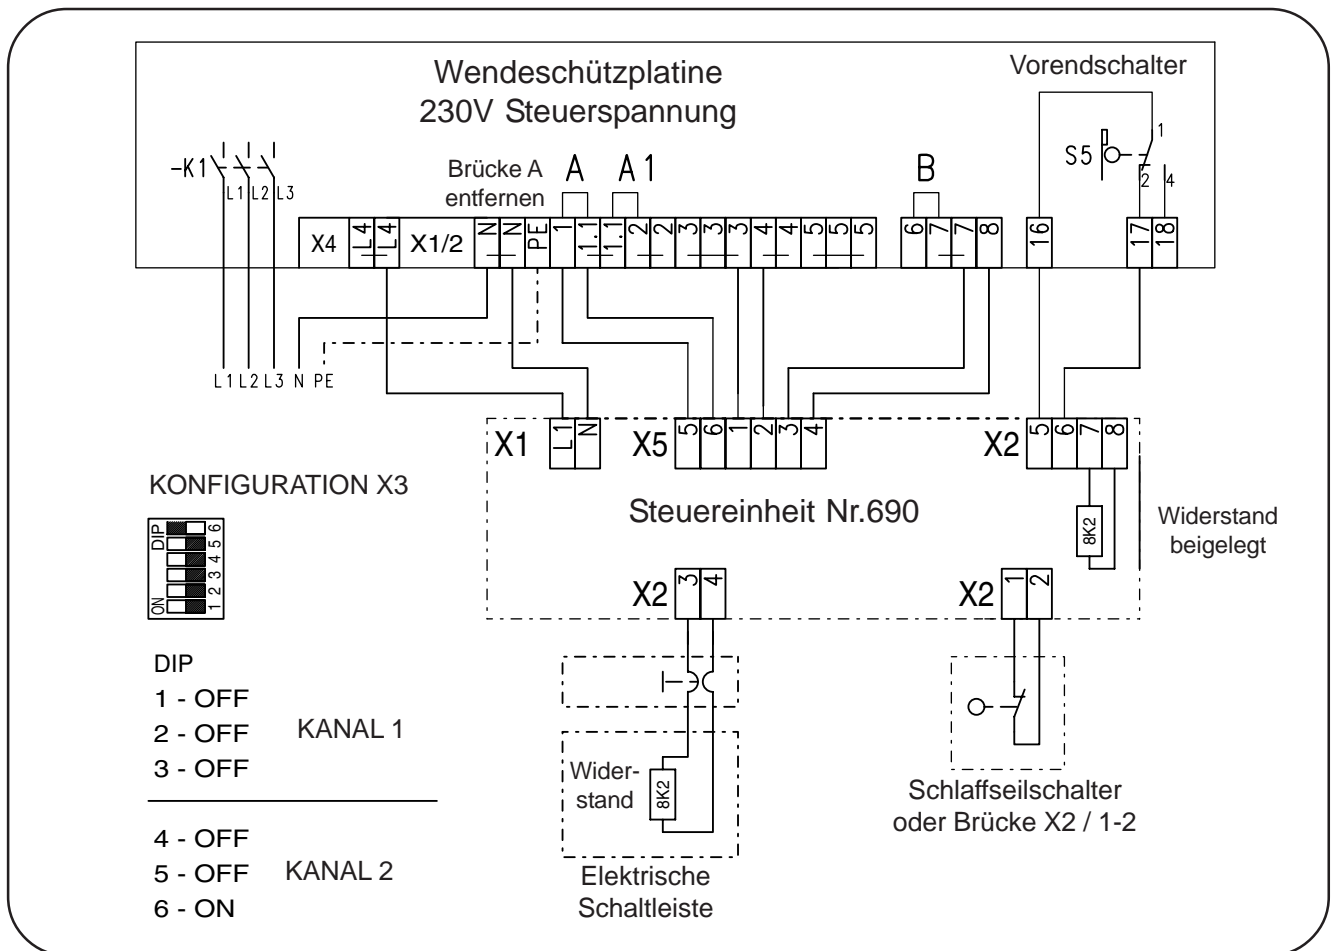 Wendeschützplatine
230V Steuerspannung
Vorendschalter
-K1
L1 L2 L3
Brücke A
entfernen
A
A1
B
S5
1
2
4
X4
L4
L4
X1/2
N
N
PE
1
1.1
1.1
2
2
3
3
3
4
4
5
5
5
6
7
7
8
16
17
18
L1 L2 L3 N PE
X1
L1
N
X5
5
6
1
2
3
4
X2
5
6
7
8
KONFIGURATION X3
DIP
ON
1 2 3 4 5 6
Steuereinheit Nr.690
8K2
Widerstand
beigelegt
X2
3
4
X2
1
2
DIP
1 - OFF
2 - OFF KANAL 1
3 - OFF
4 - OFF
5 - OFF KANAL 2
6 - ON
Wider-
stand
8K2
Elektrische
Schaltleiste
Schlaffseilschalter
oder Brücke X2 / 1-2